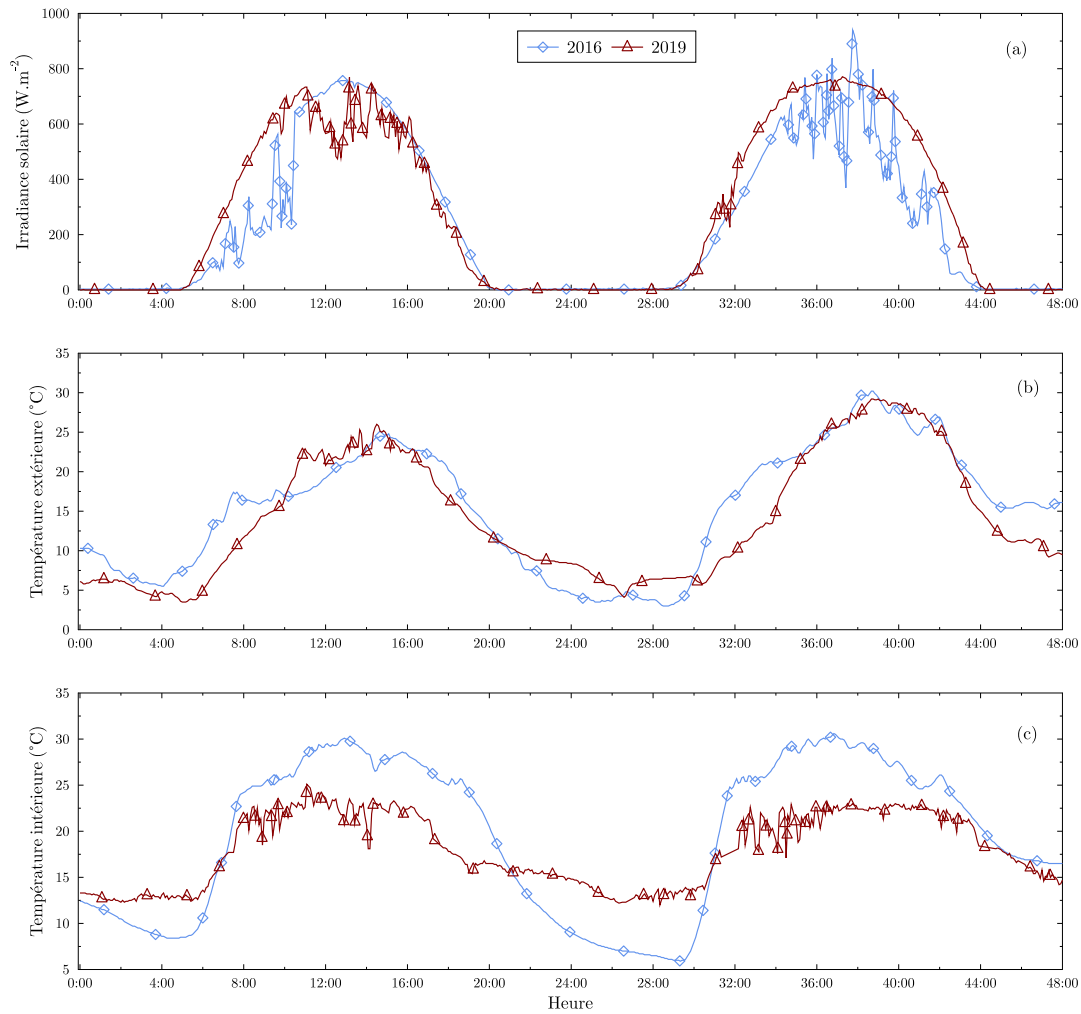 1000
800
600
400
200
0
Irradiance solaire (W.m⁻²)
2016 2019
(a)
0:00 4:00 8:00 12:00 16:00 20:00 24:00 28:00 32:00 36:00 40:00 44:00 48:00
35
30
25
20
15
10
5
0
Température extérieure (°C)
(b)
0:00 4:00 8:00 12:00 16:00 20:00 24:00 28:00 32:00 36:00 40:00 44:00 48:00
35
30
25
20
15
10
5
Température intérieure (°C)
(c)
0:00 4:00 8:00 12:00 16:00 20:00 24:00 28:00 32:00 36:00 40:00 44:00 48:00
Heure